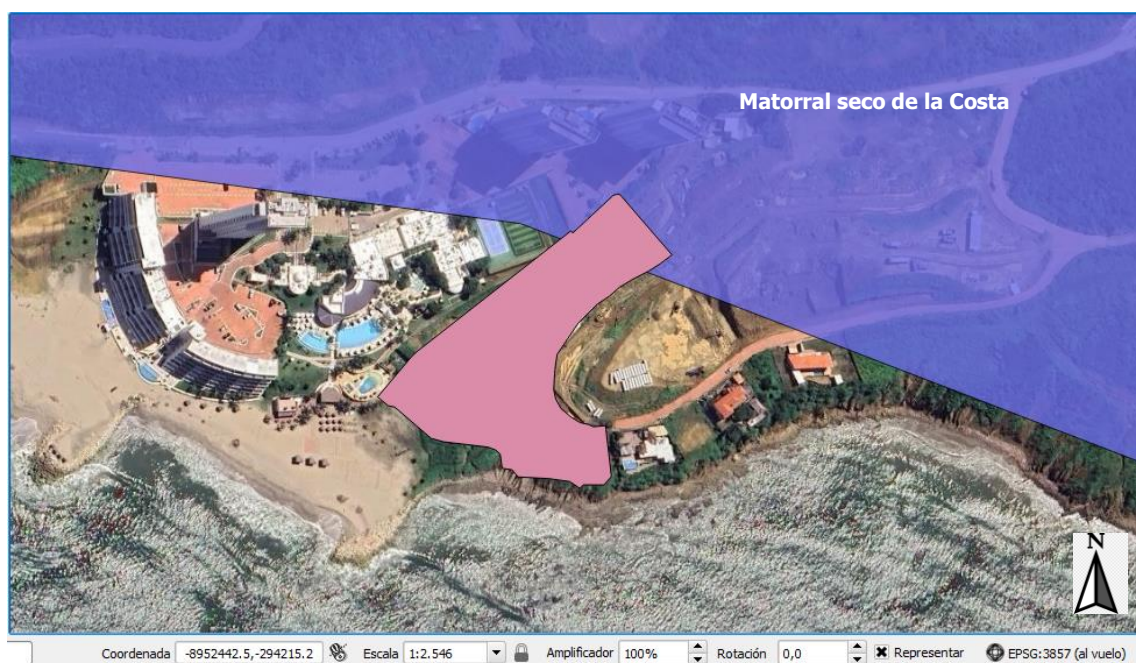 Matorral seco de la Costa
N
Coordenada -8952442.5,-294215.2 Escala 1:2.546 Amplificador 100% Rotación 0,0 Representar EPSG:3857 (al vuelo)